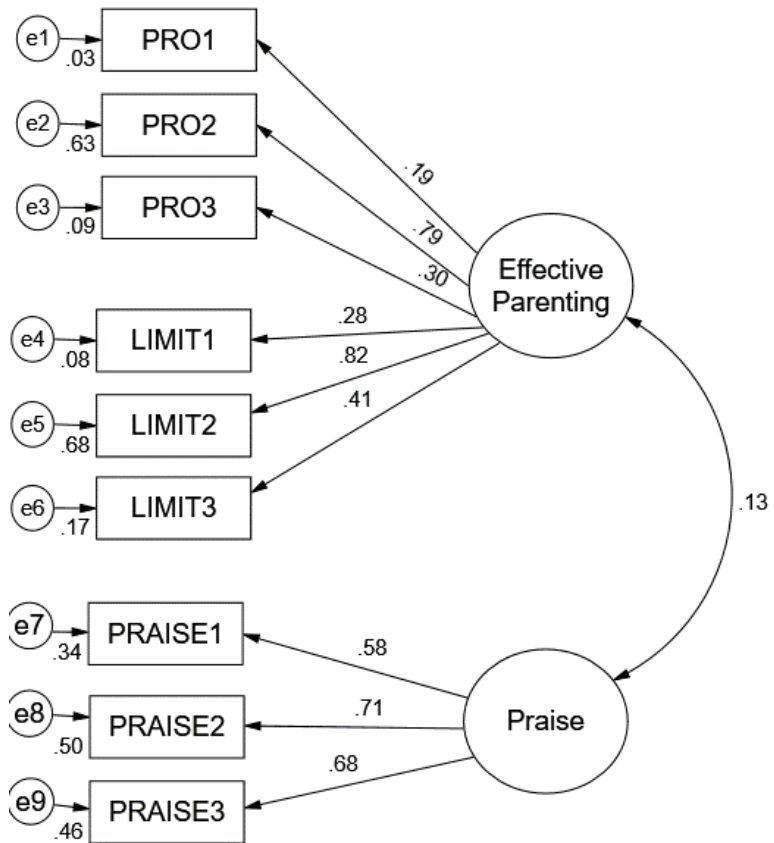 e1
.03
PRO1
e2
.63
PRO2
e3
.09
PRO3
.19
.79
.30
Effective
Parenting
e4
.08
LIMIT1
.28
e5
.68
LIMIT2
.82
e6
.17
LIMIT3
.41
.13
e7
.34
PRAISE1
.58
e8
.50
PRAISE2
.71
Praise
e9
.46
PRAISE3
.68